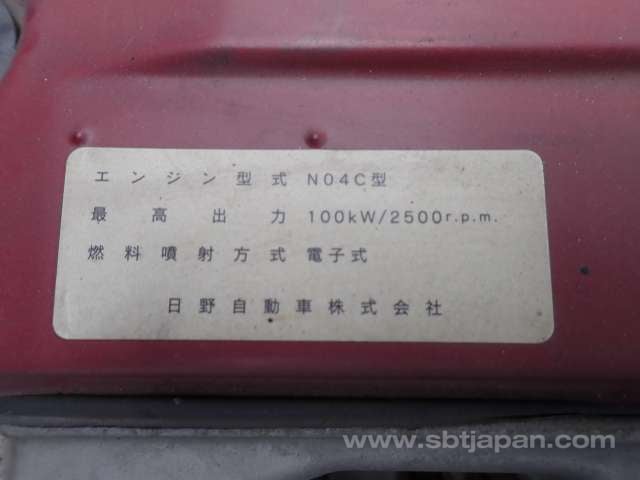 エンジン型式 N04C型
最高出力 100kW/2500r.p.m.
燃料噴射方式 電子式
日野自動車株式会社
www.sbtjapan.com